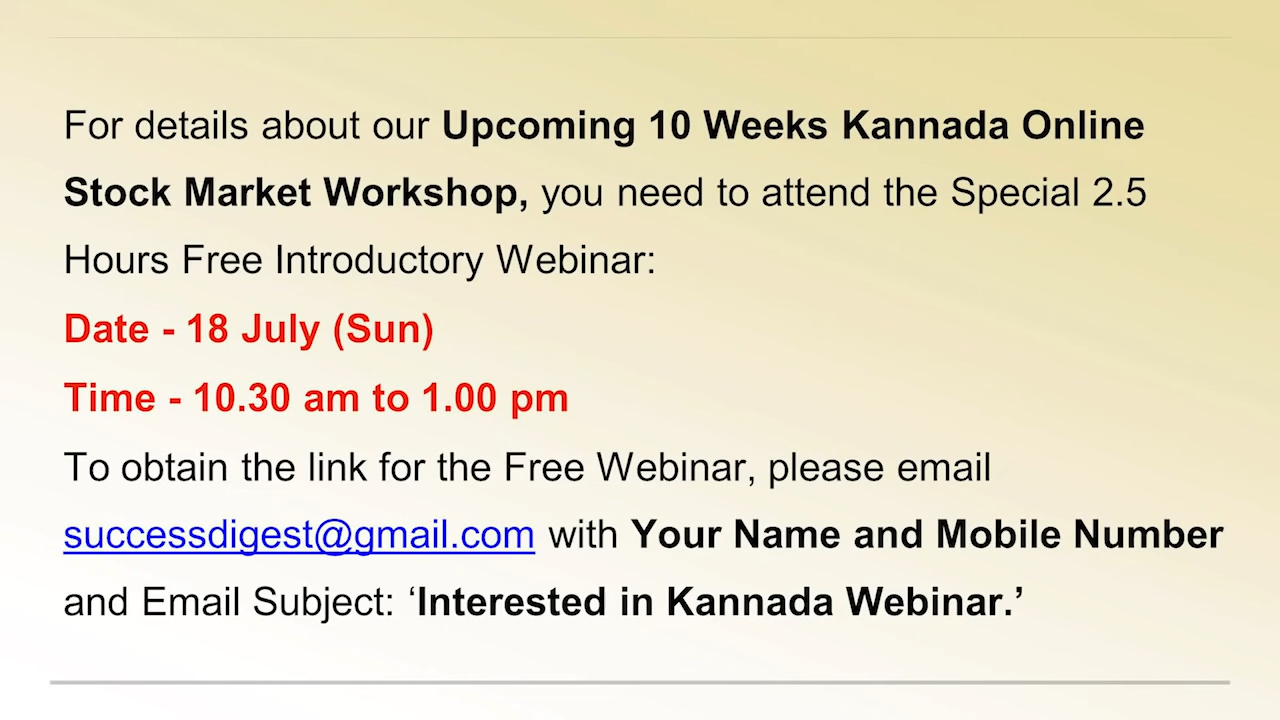 For details about our Upcoming 10 Weeks Kannada Online
Stock Market Workshop, you need to attend the Special 2.5
Hours Free Introductory Webinar:
Date - 18 July (Sun)
Time - 10.30 am to 1.00 pm
To obtain the link for the Free Webinar, please email
successdigest@gmail.com with Your Name and Mobile Number
and Email Subject: ‘Interested in Kannada Webinar.’